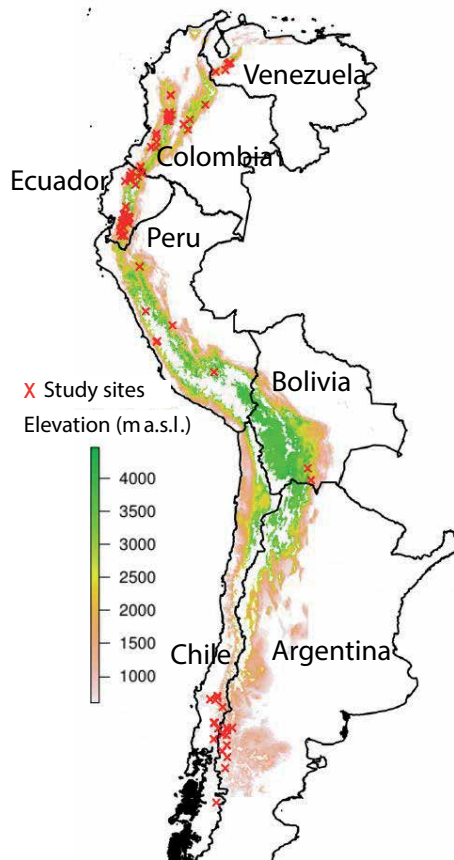 Venezuela
Colombia
Ecuador
Peru
X Study sites
Bolivia
Elevation (m a.s.l.)
4000
3500
3000
2500
2000
1500
1000
Chile
Argentina